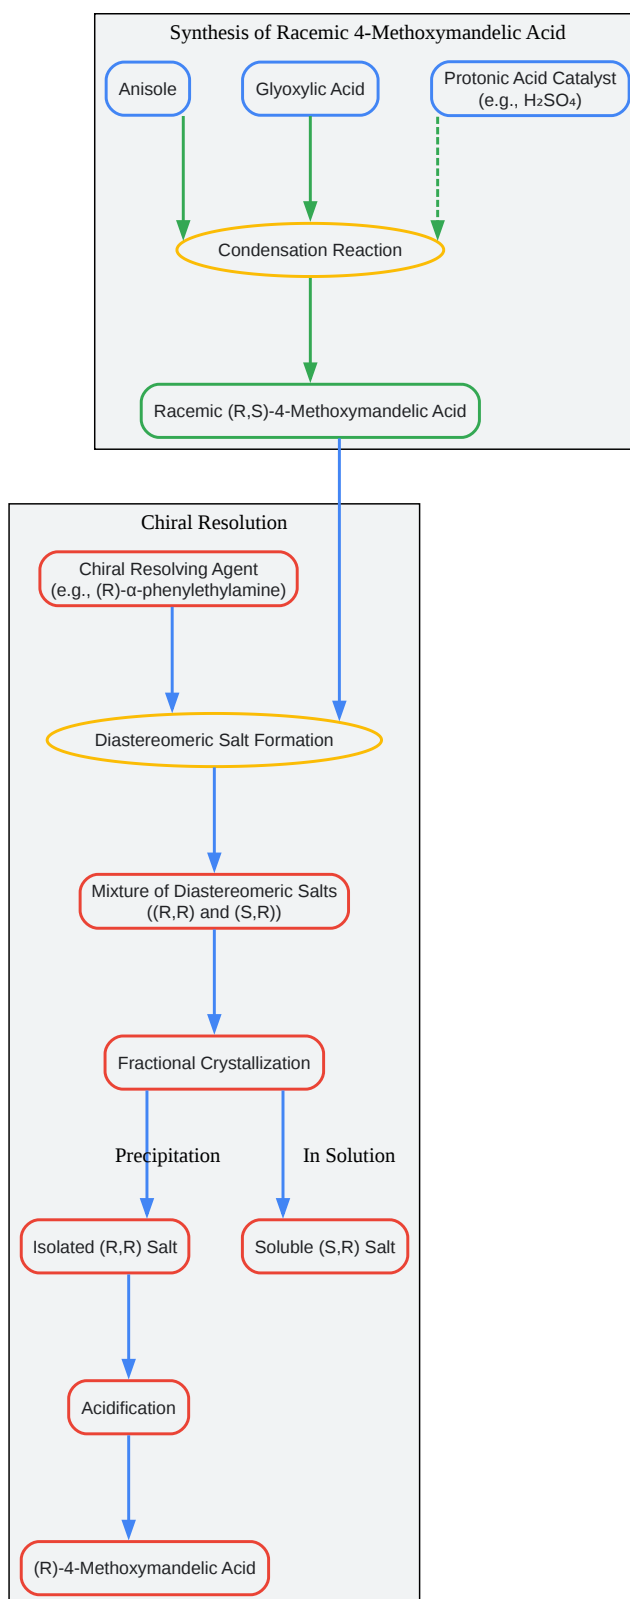 Synthesis of Racemic 4-Methoxymandelic Acid
Anisole
Glyoxylic Acid
Protonic Acid Catalyst
(e.g., H₂SO₄)
Condensation Reaction
Racemic (R,S)-4-Methoxymandelic Acid
Chiral Resolution
Chiral Resolving Agent
(e.g., (R)-α-phenylethylamine)
Diastereomeric Salt Formation
Mixture of Diastereomeric Salts
((R,R) and (S,R))
Fractional Crystallization
Precipitation
In Solution
Isolated (R,R) Salt
Soluble (S,R) Salt
Acidification
(R)-4-Methoxymandelic Acid